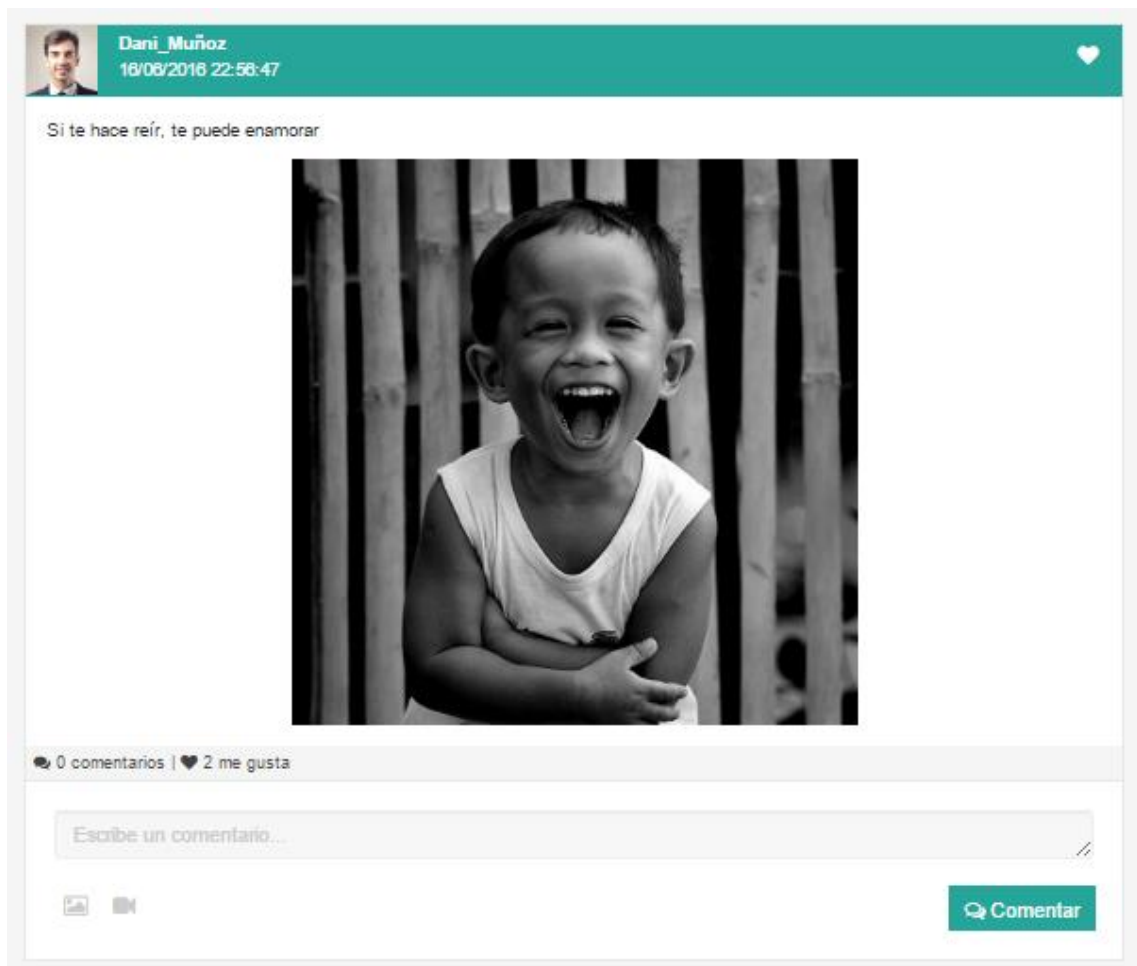 Dani_Muñoz
16/06/2016 22:56:47
Si te hace reír, te puede enamorar
0 comentarios | 2 me gusta
Escribe un comentario...
Comentar